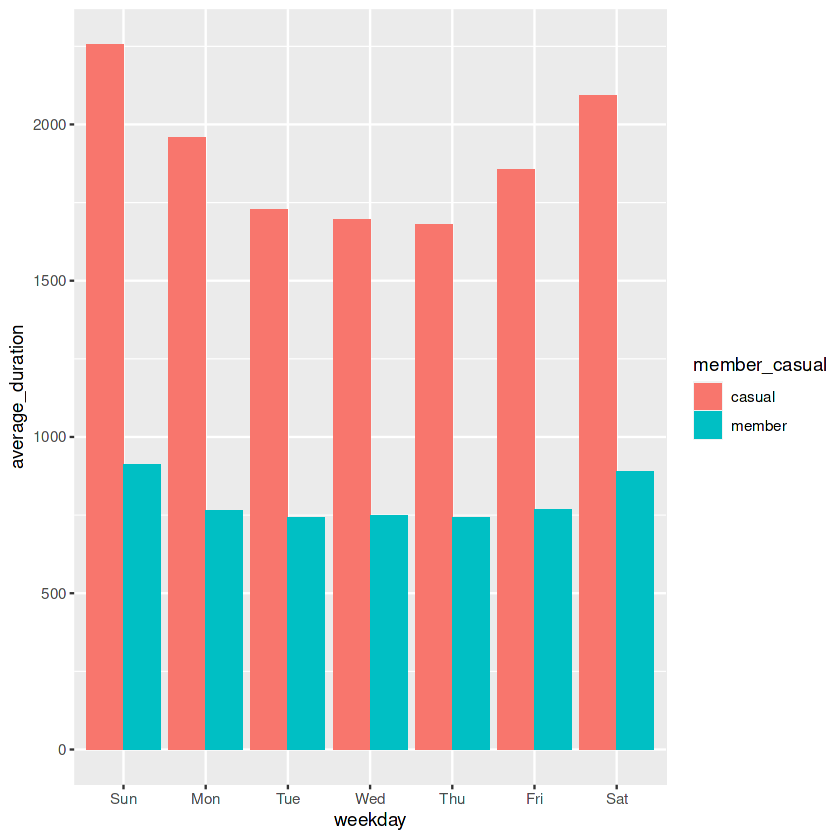 2000
1500
1000
500
0
average_duration
Sun Mon Tue Wed Thu Fri Sat
weekday
member_casual
casual
member